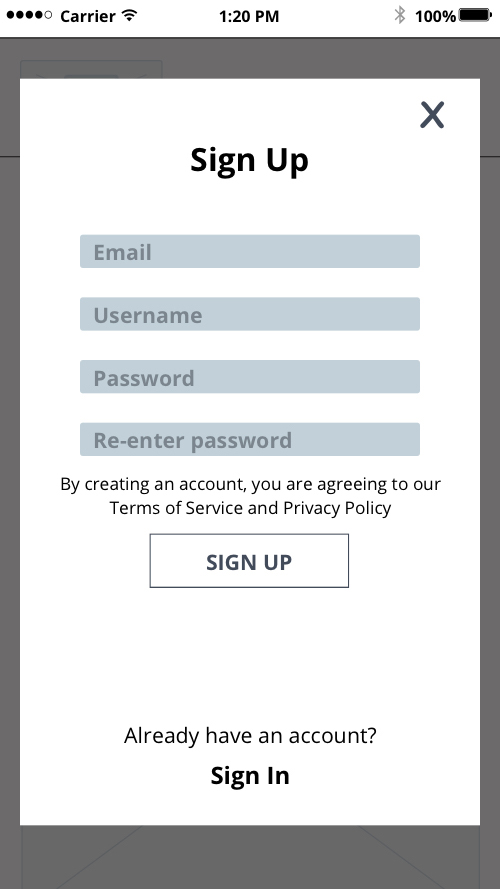 Carrier 1:20 PM 100%
X
Sign Up
Email
Username
Password
Re-enter password
By creating an account, you are agreeing to our
Terms of Service and Privacy Policy
SIGN UP
Already have an account?
Sign In